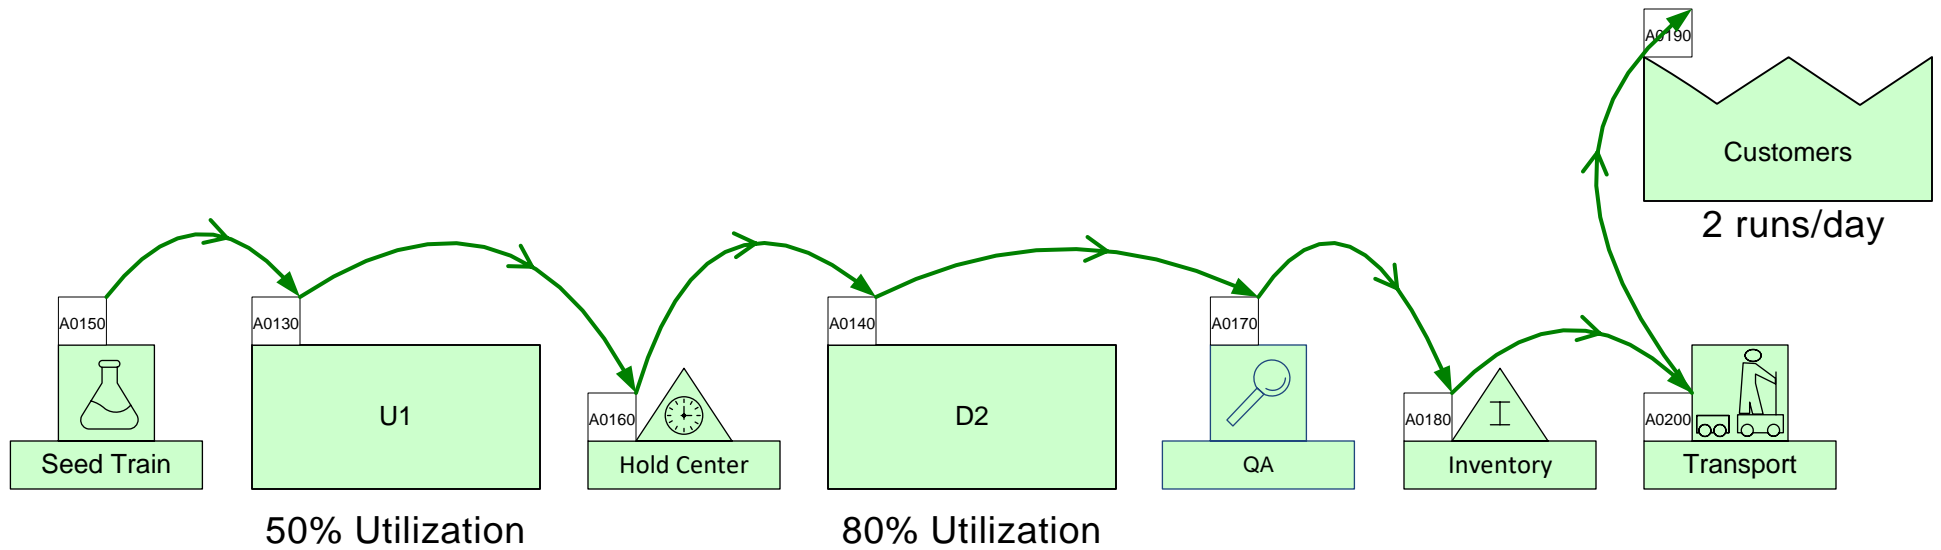 A0190
Customers
2 runs/day
A0150
A0130
A0140
A0170
A0160
A0180
A0200
Seed Train
U1
Hold Center
D2
QA
Inventory
Transport
50% Utilization
80% Utilization